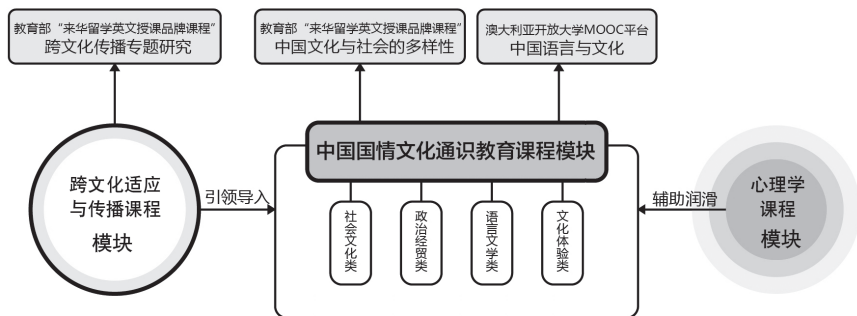 教育部“来华留学英文授课品牌课程”
跨文化传播专题研究
教育部“来华留学英文授课品牌课程”
中国文化与社会的多样性
澳大利亚开放大学MOOC平台
中国语言与文化
中国国情文化通识教育课程模块
跨文化适应
与传播课程
模块
引领导入
社会文化类
政治经贸类
语言文学类
文化体验类
辅助润滑
心理学
课程
模块